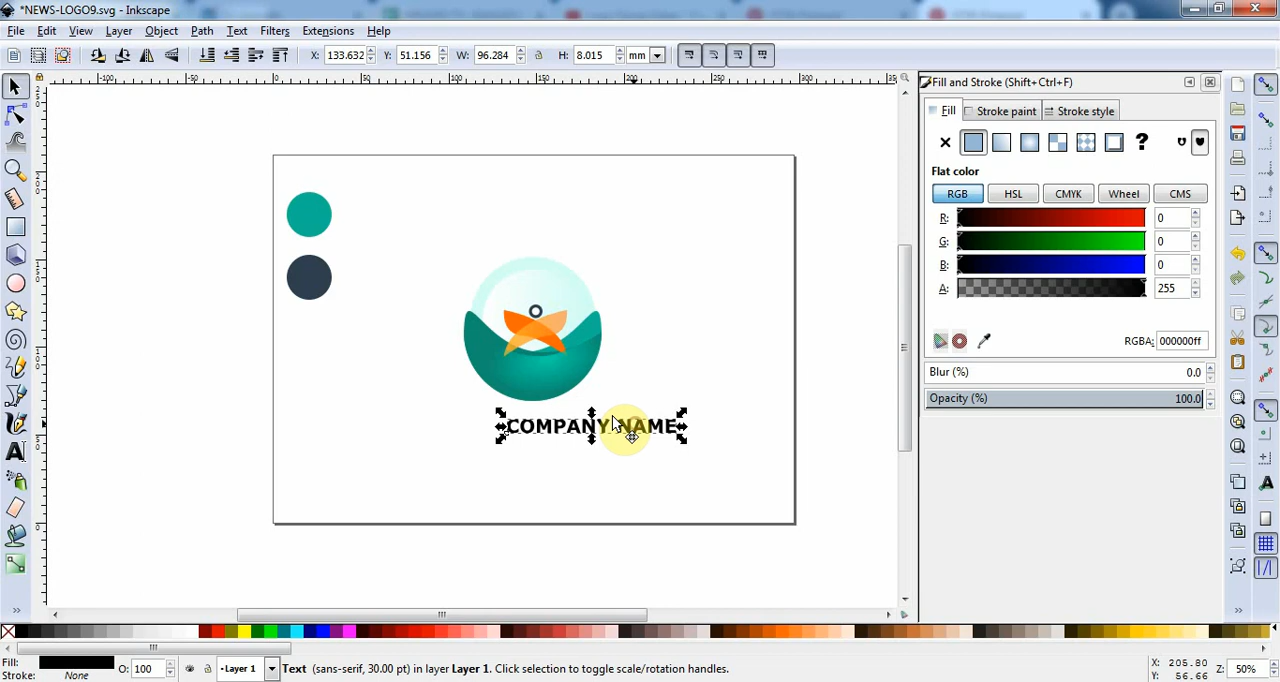 *NEWS-LOGO9.svg - Inkscape
File Edit View Layer Object Path Text Filters Extensions Help
X: 133.632 Y: 51.156 W: 96.284 H: 8.015 mm
Fill and Stroke (Shift+Ctrl+F)
Fill Stroke paint Stroke style
?
Flat color
RGB HSL CMYK Wheel CMS
R: 0
G: 0
B: 0
A: 255
RGBA: 000000ff
Blur (%) 0.0
Opacity (%) 100.0
COMPANY NAME
Fill:
Stroke: None
O: 100
Layer 1
Text (sans-serif, 30.00 pt) in layer Layer 1. Click selection to toggle scale/rotation handles.
X: 205.80
Y: 56.66
Z: 50%